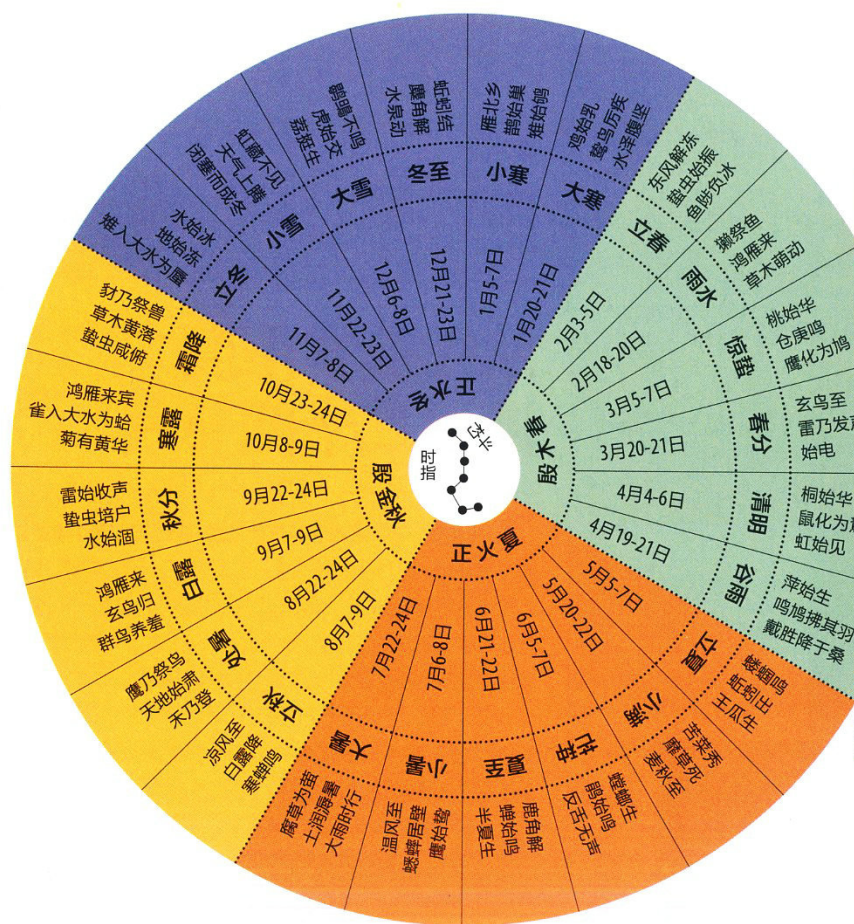 斗杓
时指
殷木春
立春
2月3-5日
东风解冻
蛰虫始振
鱼陟负冰
雨水
2月18-20日
獭祭鱼
鸿雁来
草木萌动
惊蛰
3月5-7日
桃始华
仓庚鸣
鹰化为鸠
春分
3月20-21日
玄鸟至
雷乃发声
始电
清明
4月4-6日
桐始华
鼠化为
虹始见
谷雨
4月19-21日
萍始生
鸣鸠拂其羽
戴胜降于桑
正火夏
立夏
5月5-7日
蝼蝈鸣
蚯蚓出
王瓜生
小满
5月20-22日
苦菜秀
靡草死
麦秋至
芒种
6月5-7日
螳螂生
鹃始鸣
反舌无声
夏至
6月21-22日
鹿角解
蝉始鸣
半夏生
小暑
7月6-8日
温风至
蟋蟀居壁
鹰始鸷
大暑
7月22-24日
腐草为萤
土润溽暑
大雨时行
殷金秋
立秋
8月7-9日
凉风至
白露降
寒蝉鸣
处暑
8月22-24日
鹰乃祭鸟
天地始肃
禾乃登
白露
9月7-9日
鸿雁来
玄鸟归
群鸟养羞
秋分
9月22-24日
雷始收声
蛰虫培户
水始涸
寒露
10月8-9日
鸿雁来宾
雀入大水为蛤
菊有黄华
霜降
10月23-24日
豺乃祭兽
草木黄落
蛰虫咸俯
正水冬
立冬
11月7-8日
水始冰
地始冻
雉入大水为蜃
小雪
11月22-23日
虹藏不见
天气上腾
闭塞而成冬
大雪
12月6-8日
鹖鴠不鸣
虎始交
荔挺生
冬至
12月21-23日
蚯蚓结
麋角解
水泉动
小寒
1月5-7日
雁北乡
鹊始巢
雉始鸲
大寒
1月20-21日
鸡始乳
鸷鸟厉疾
水泽腹坚